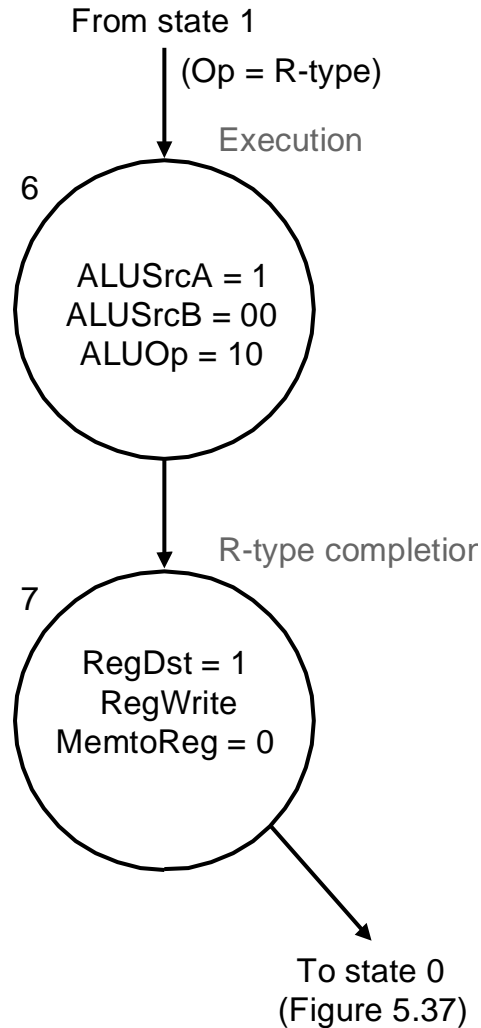 From state 1
(Op = R-type)
Execution
6
ALUSrcA = 1
ALUSrcB = 00
ALUOp = 10
R-type completion
7
RegDst = 1
RegWrite
MemtoReg = 0
To state 0
(Figure 5.37)